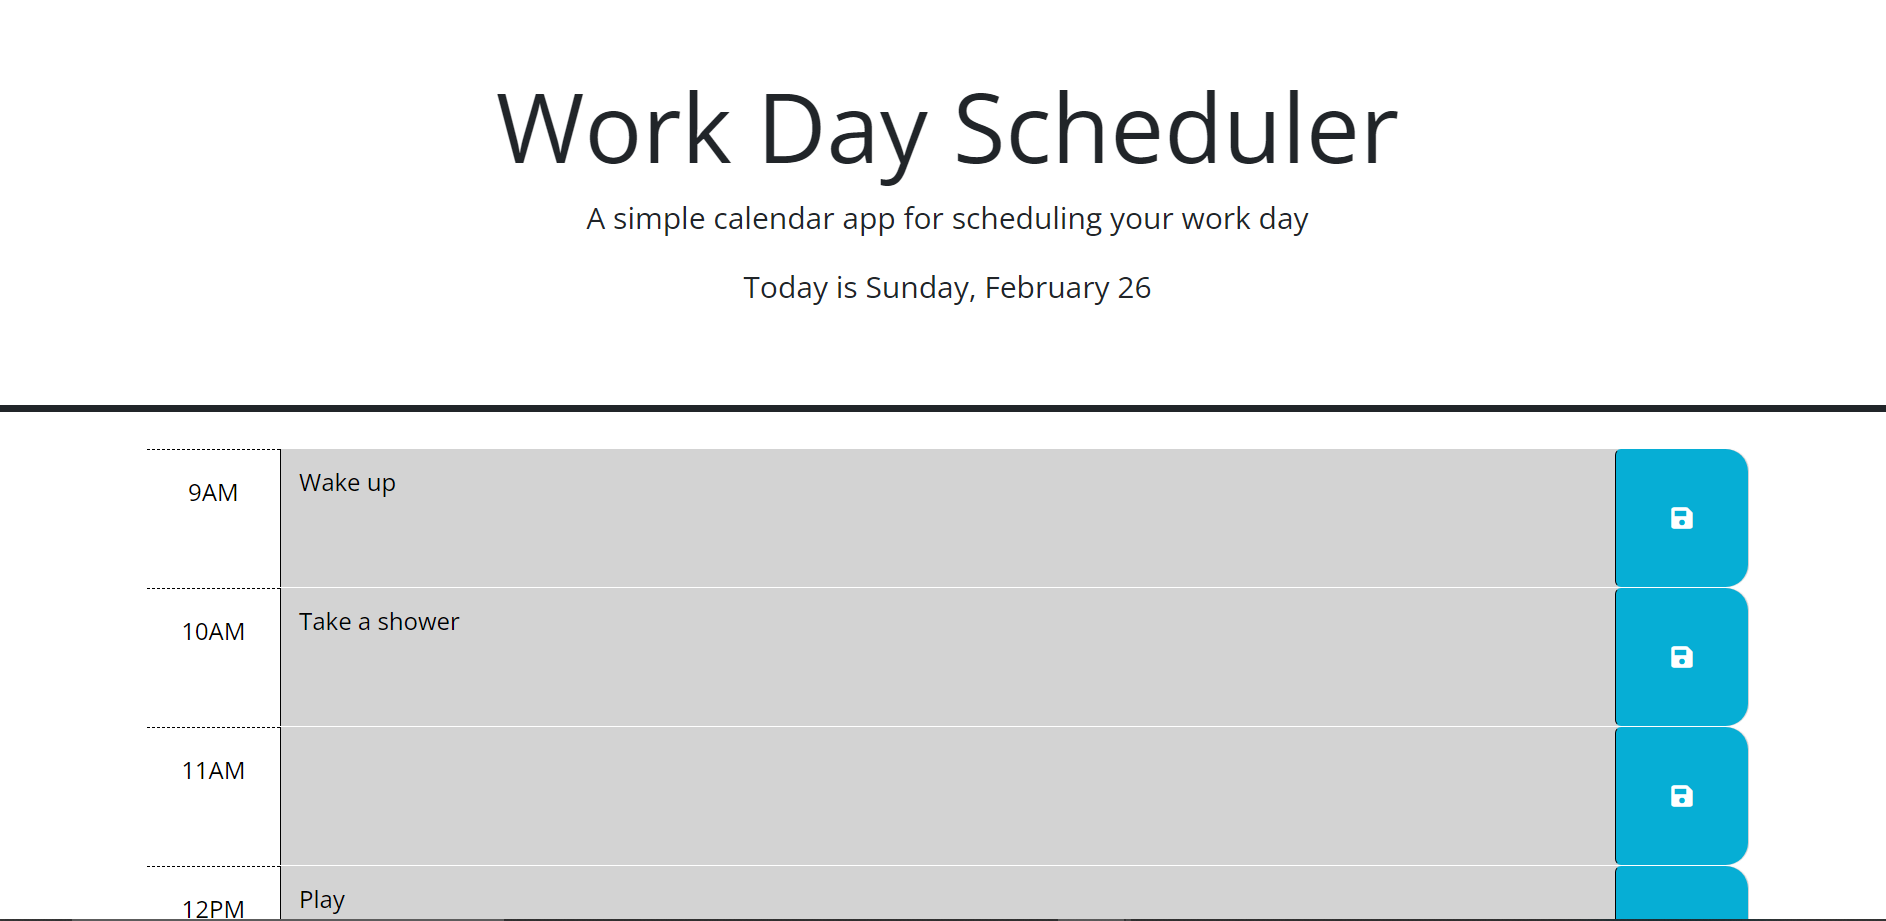 Work Day Scheduler
A simple calendar app for scheduling your work day
Today is Sunday, February 26
9AM
Wake up
10AM
Take a shower
11AM
12PM
Play